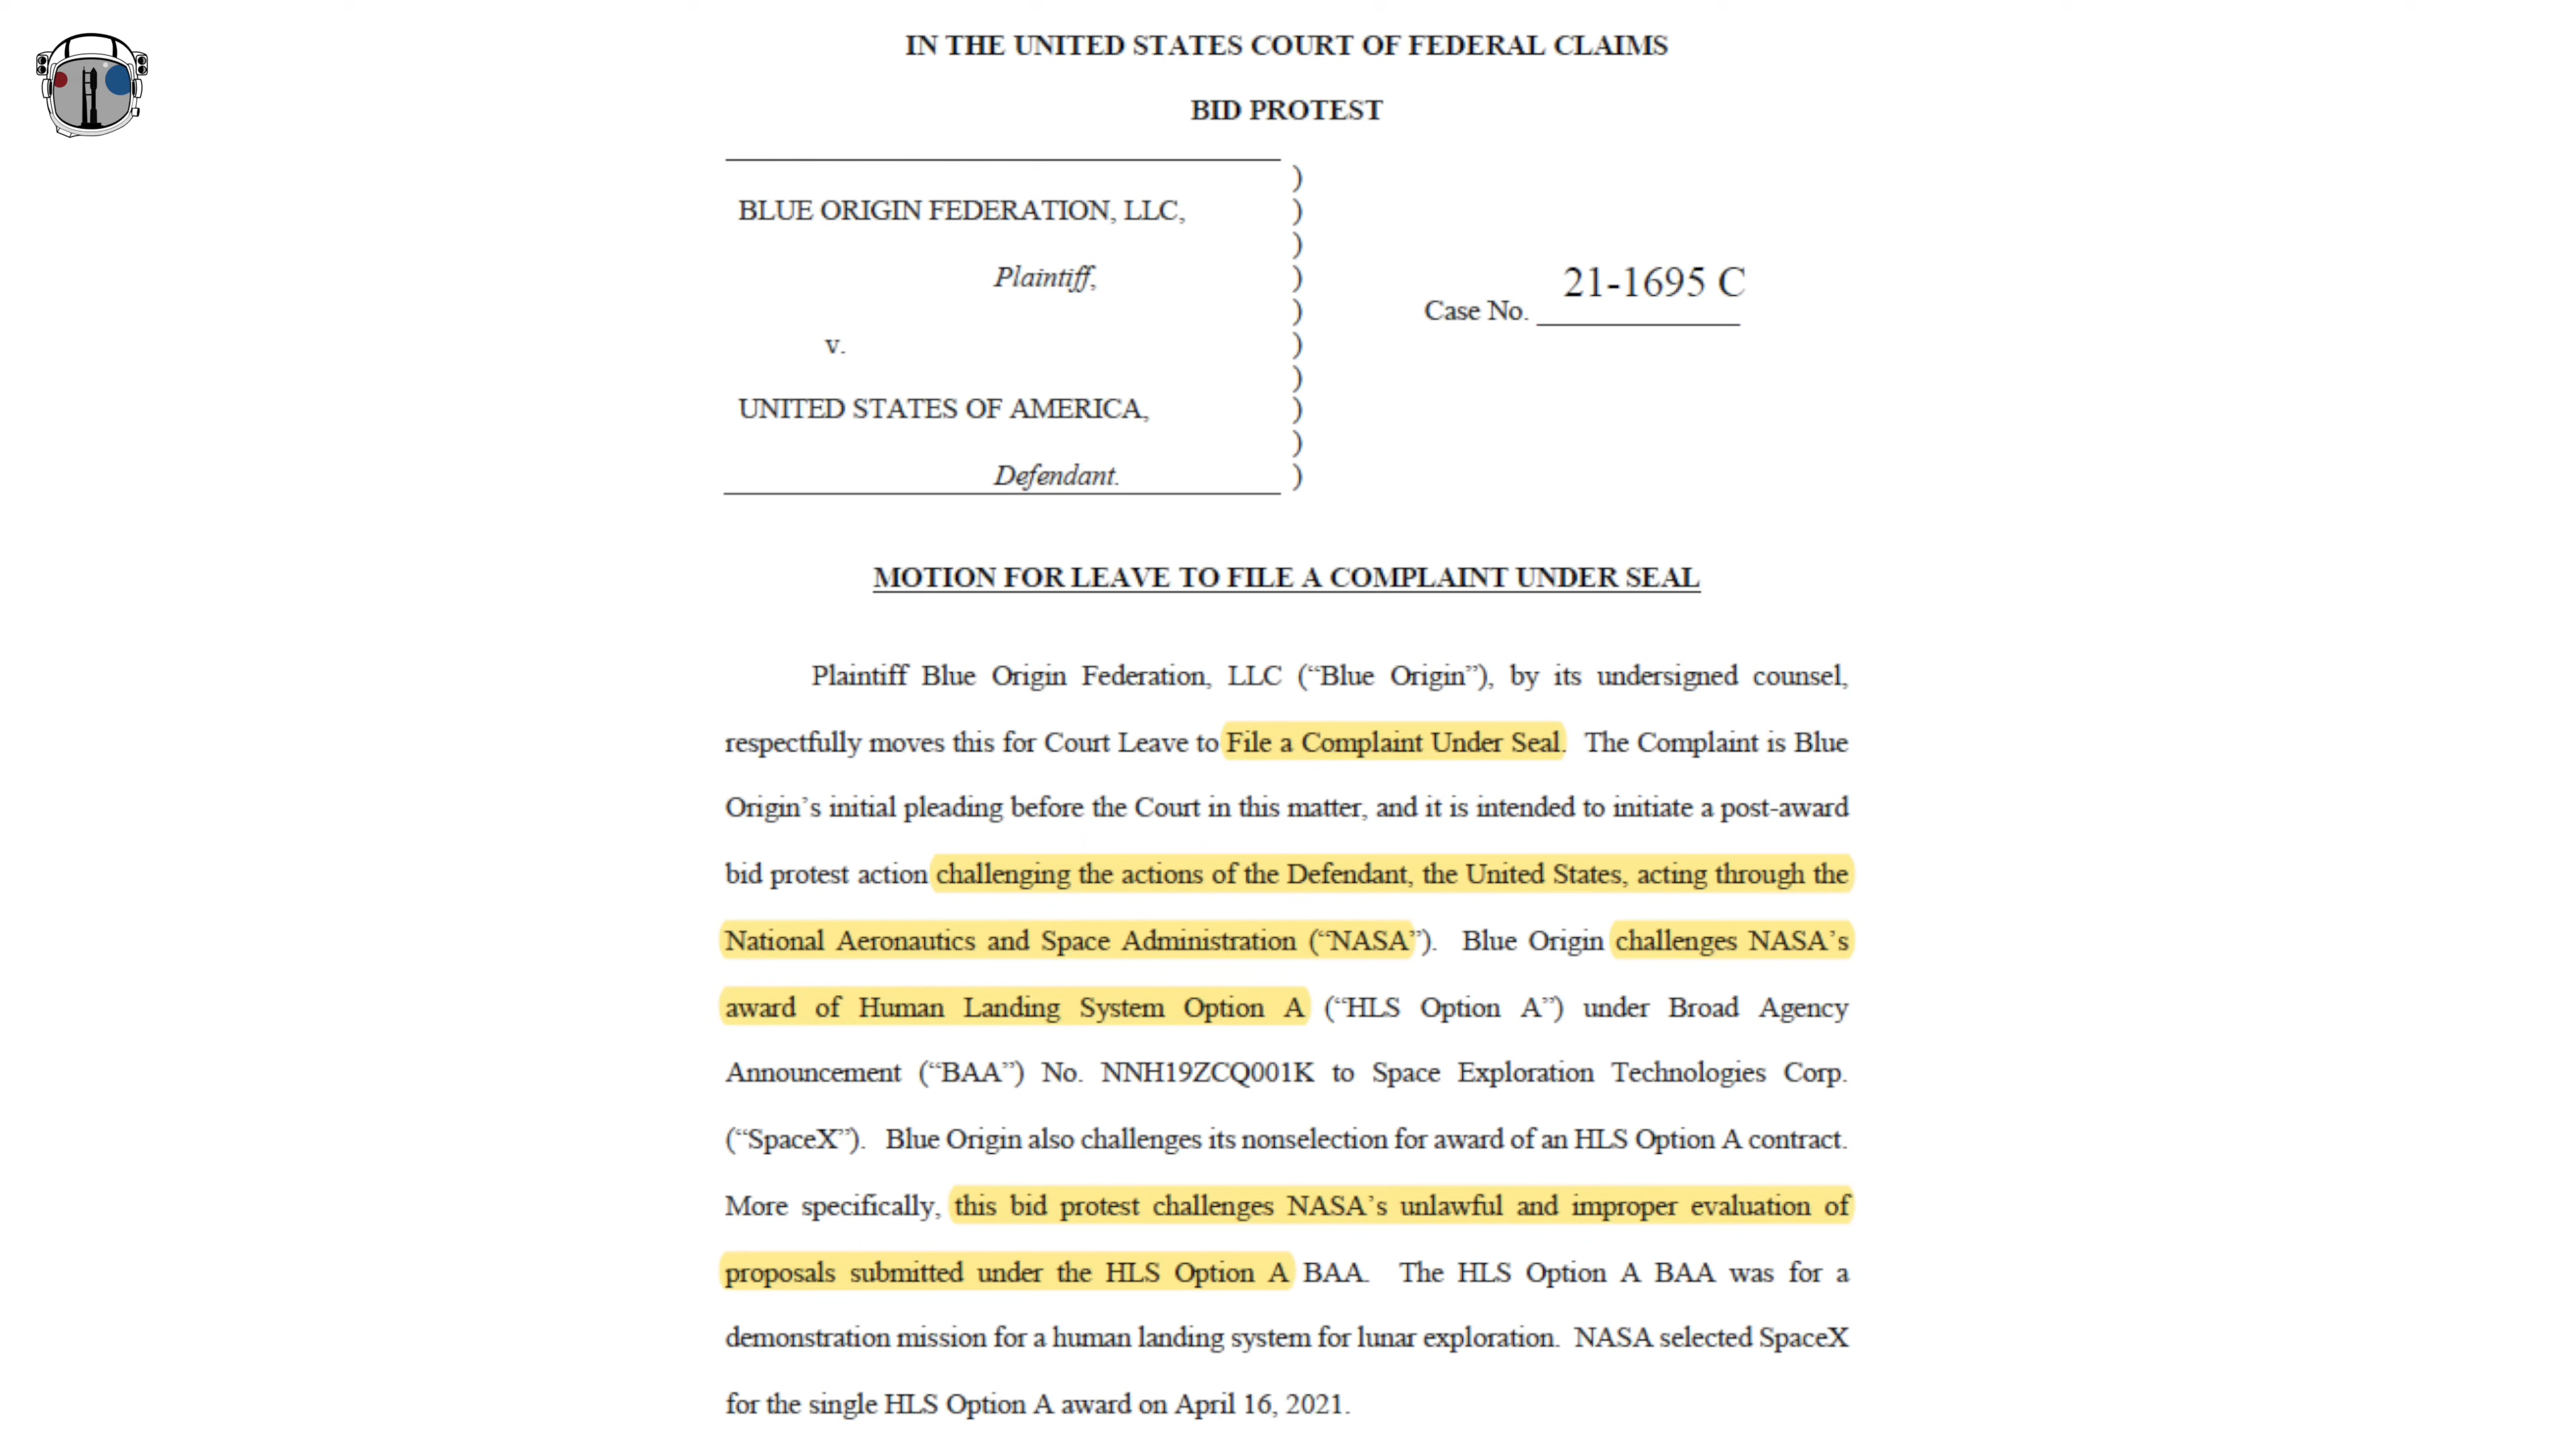 IN THE UNITED STATES COURT OF FEDERAL CLAIMS
BID PROTEST
)
BLUE ORIGIN FEDERATION, LLC, )
)
Plaintiff, )
) 21-1695 C
Case No.
v. )
)
UNITED STATES OF AMERICA, )
)
Defendant. )
MOTION FOR LEAVE TO FILE A COMPLAINT UNDER SEAL
Plaintiff Blue Origin Federation, LLC (“Blue Origin”), by its undersigned counsel,
respectfully moves this for Court Leave to File a Complaint Under Seal. The Complaint is Blue
Origin’s initial pleading before the Court in this matter, and it is intended to initiate a post-award
bid protest action challenging the actions of the Defendant, the United States, acting through the
National Aeronautics and Space Administration (“NASA”). Blue Origin challenges NASA’s
award of Human Landing System Option A (“HLS Option A”) under Broad Agency
Announcement (“BAA”) No. NNH19ZCQ001K to Space Exploration Technologies Corp.
(“SpaceX”). Blue Origin also challenges its nonselection for award of an HLS Option A contract.
More specifically, this bid protest challenges NASA’s unlawful and improper evaluation of
proposals submitted under the HLS Option A BAA. The HLS Option A BAA was for a
demonstration mission for a human landing system for lunar exploration. NASA selected SpaceX
for the single HLS Option A award on April 16, 2021.